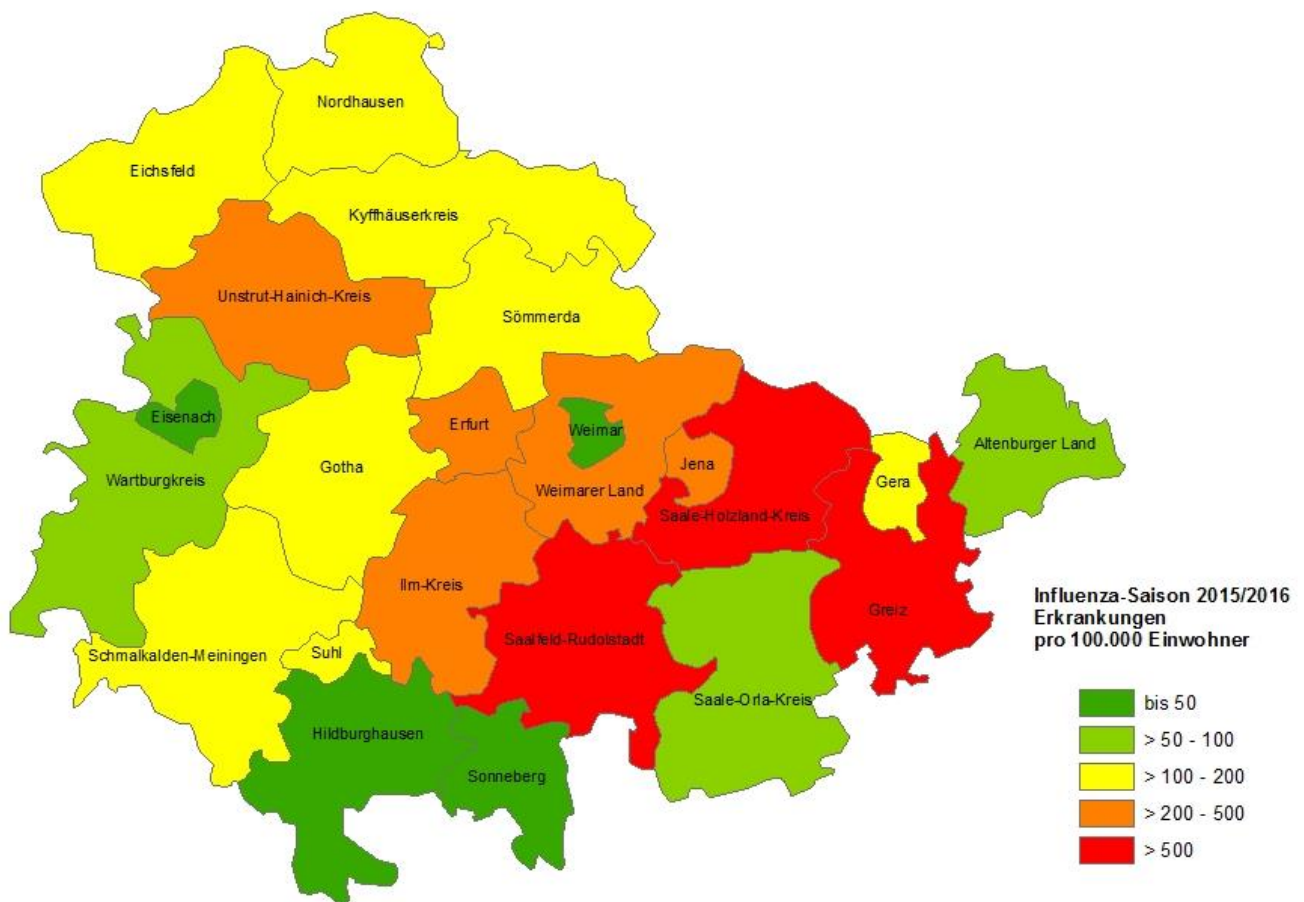 Nordhausen
Eichsfeld
Kyffhäuserkreis
Unstrut-Hainich-Kreis
Sömmerda
Eisenach
Erfurt
Weimar
Altenburger Land
Gotha
Jena
Wartburgkreis
Gera
Weimarer Land
Saale-Holzland-Kreis
Ilm-Kreis
Greiz
Saalfeld-Rudolstadt
Suhl
Schmalkalden-Meiningen
Saale-Orla-Kreis
Hildburghausen
Sonneberg
Influenza-Saison 2015/2016
Erkrankungen
pro 100.000 Einwohner
bis 50
> 50 - 100
> 100 - 200
> 200 - 500
> 500